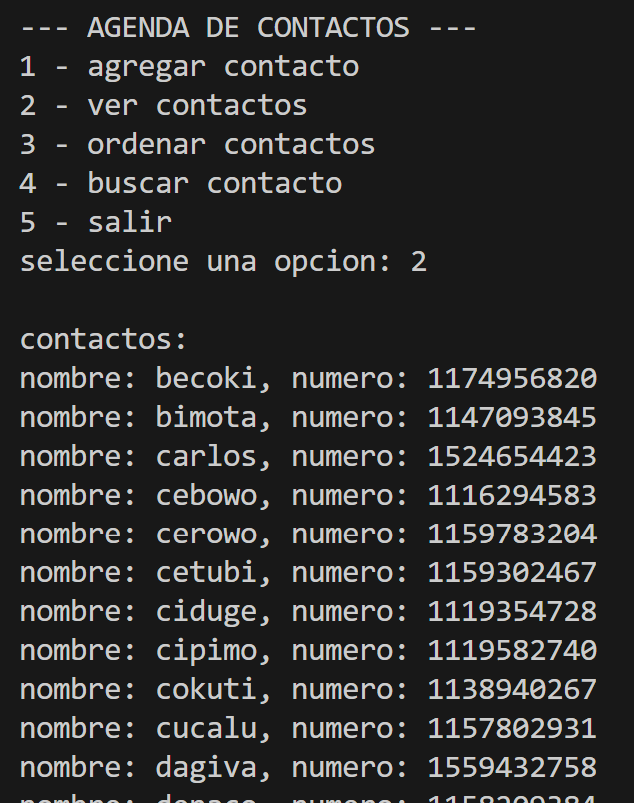 --- AGENDA DE CONTACTOS ---
1 - agregar contacto
2 - ver contactos
3 - ordenar contactos
4 - buscar contacto
5 - salir
seleccione una opcion: 2
contactos:
nombre: becoki, numero: 1174956820
nombre: bimota, numero: 1147093845
nombre: carlos, numero: 1524654423
nombre: cebowo, numero: 1116294583
nombre: cerowo, numero: 1159783204
nombre: cetubi, numero: 1159302467
nombre: ciduge, numero: 1119354728
nombre: cipimo, numero: 1119582740
nombre: cokuti, numero: 1138940267
nombre: cucalu, numero: 1157802931
nombre: dagiva, numero: 1559432758
nombre: numero: